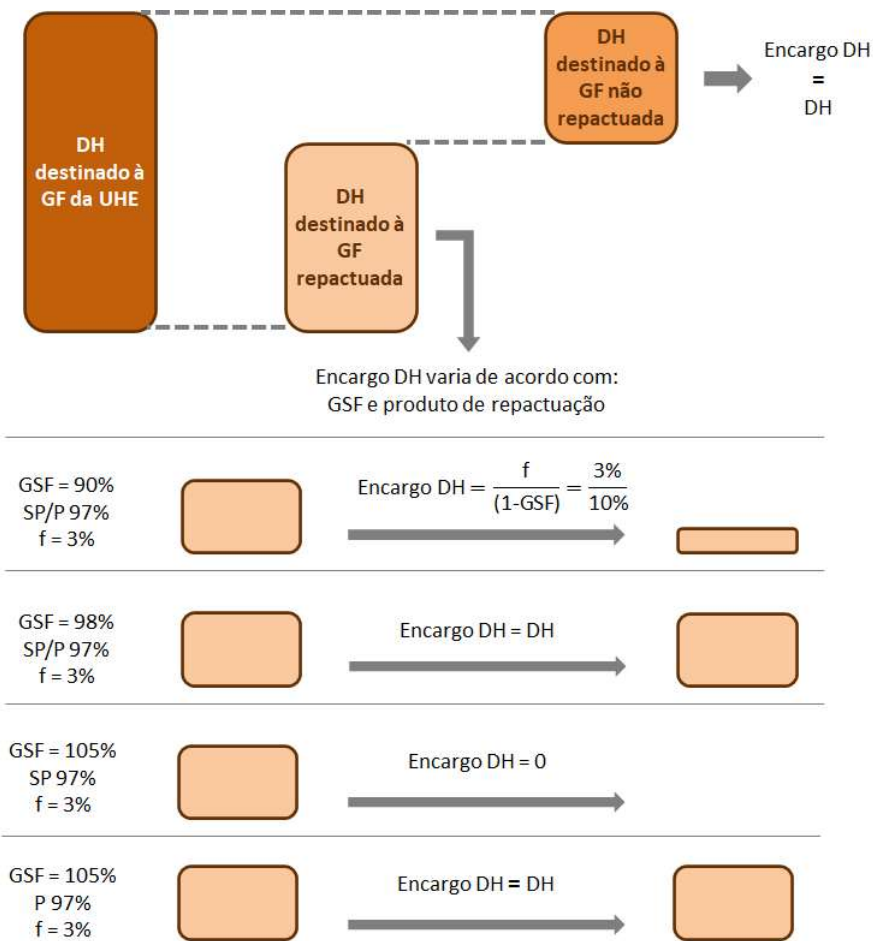 DH
destinado à
GF da UHE
DH
destinado à
GF
repactuada
DH
destinado à
GF não
repactuada
Encargo DH
=
DH
Encargo DH varia de acordo com:
GSF e produto de repactuação
GSF = 90%
SP/P 97%
f = 3%
Encargo DH = f/(1-GSF) = 3%/10%
GSF = 98%
SP/P 97%
f = 3%
Encargo DH = DH
GSF = 105%
SP 97%
f = 3%
Encargo DH = 0
GSF = 105%
P 97%
f = 3%
Encargo DH = DH